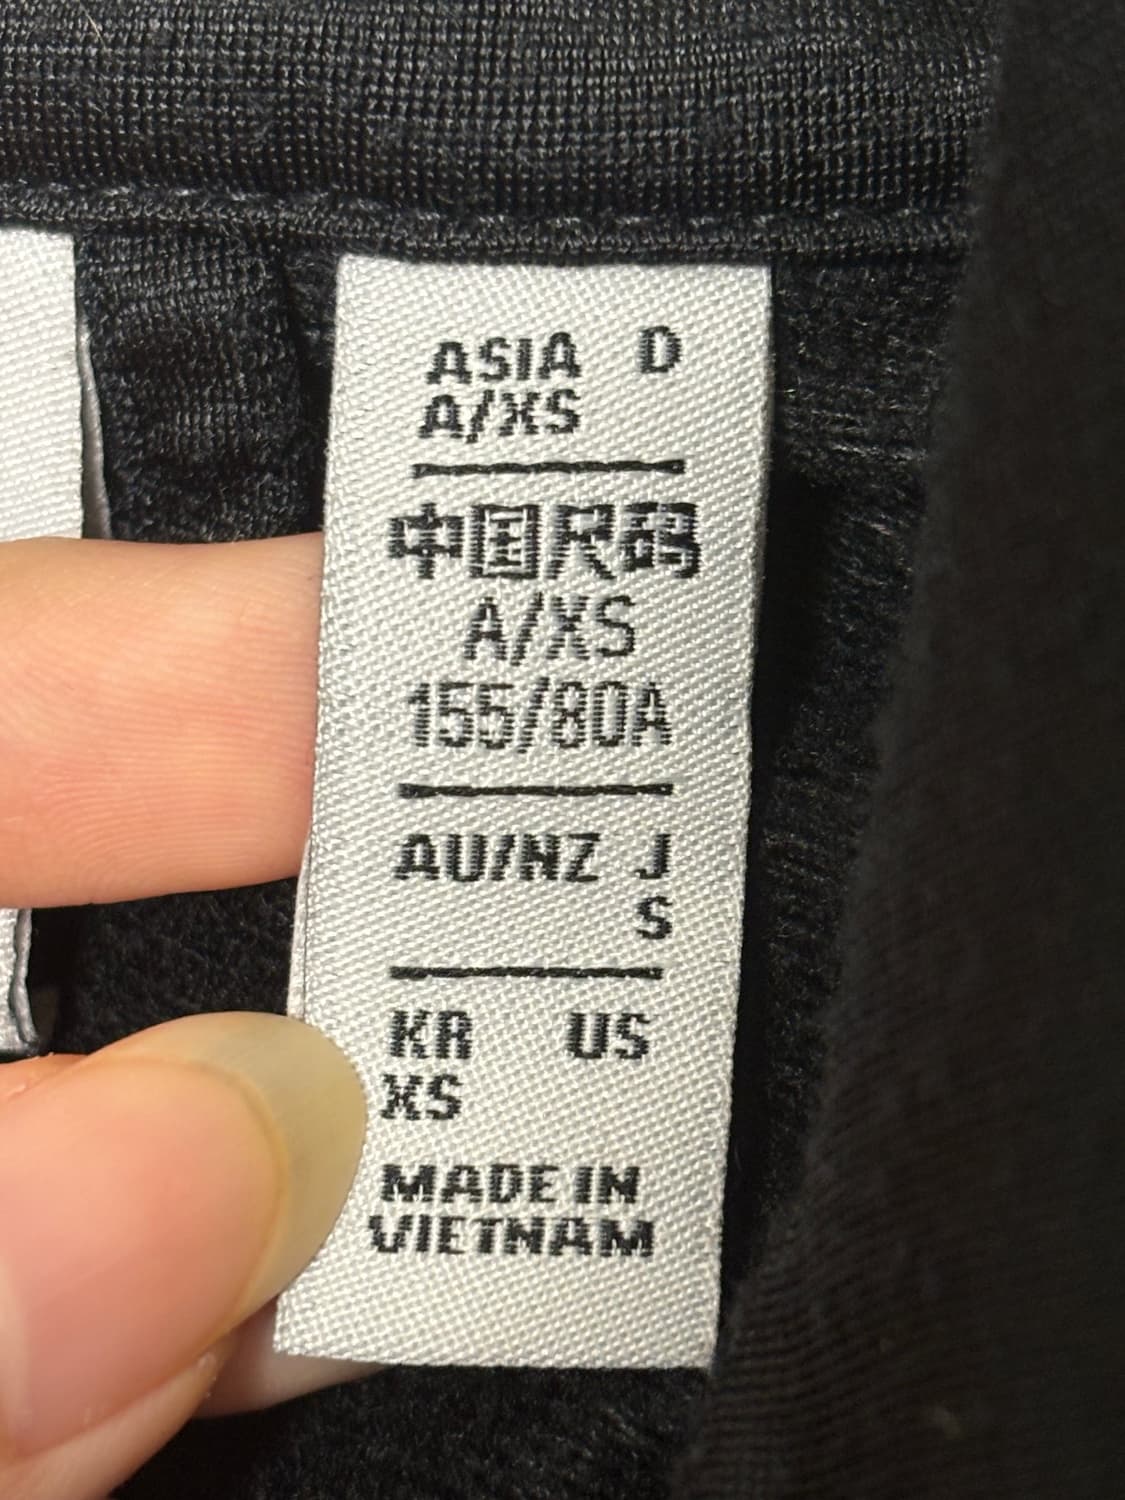 ASIA D
A/XS
中国尺码
A/XS
155/80A
AU/NZ J
S
KR US
XS
MADE IN
VIETNAM